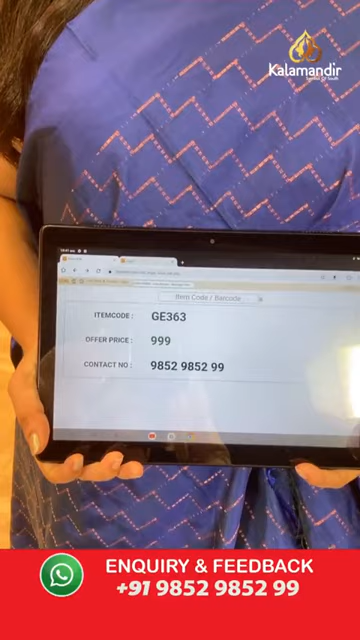 Kalamandir
Item Code / Barcode
ITEMCODE : GE363
OFFER PRICE : 999
CONTACT NO : 9852 9852 99
ENQUIRY & FEEDBACK
+91 9852 9852 99